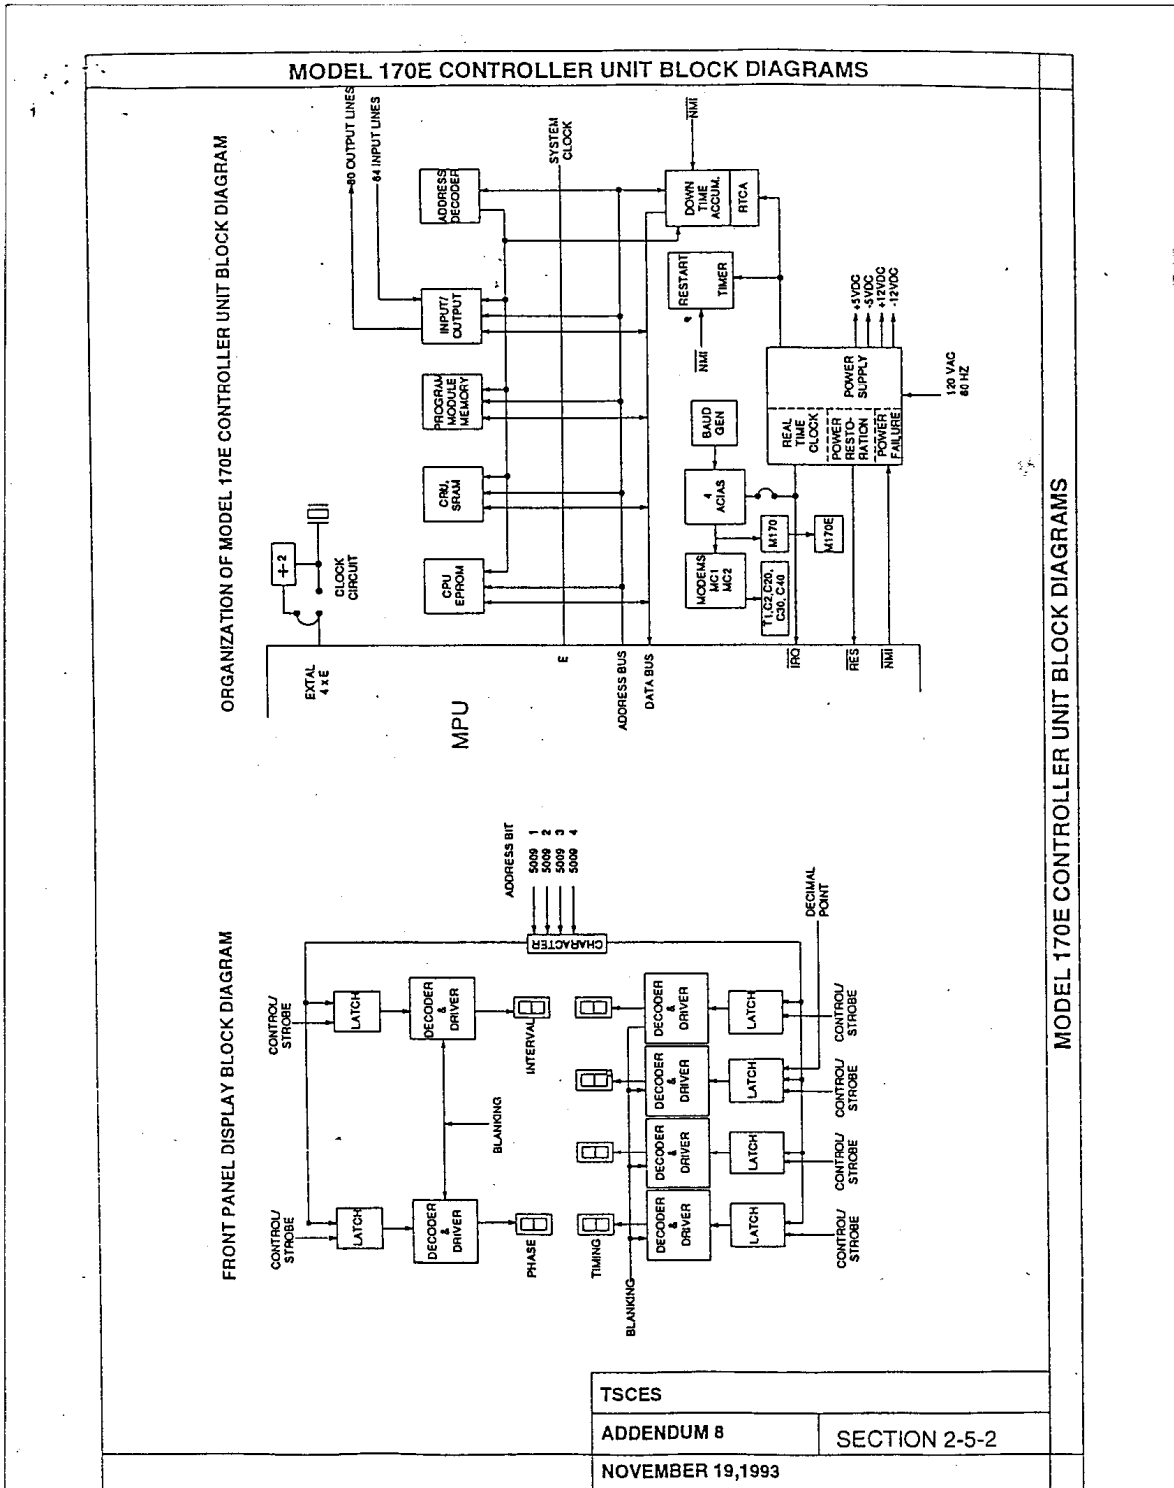 MODEL 170E CONTROLLER UNIT BLOCK DIAGRAMS
ORGANIZATION OF MODEL 170E CONTROLLER UNIT BLOCK DIAGRAM
64 INPUT LINES
ADDRESS
DECODER
INPUT/
OUTPUT
PROGRAM
MODULE
MEMORY
SRAM
CPU
EPROM
÷2
CLOCK
CIRCUIT
EXTAL
4 x E
MPU
SYSTEM
CLOCK
E
ADDRESS BUS
DATA BUS
NMI
DOWN
TIME
ACCUM.
RTCA
RESTART
TIMER
NMI
BAUD
GEN
4
ACIAS
MODEMS
MC1
MC2
M170
M170E
T1,C2,C20,
C30, C40
REAL
TIME
CLOCK
POWER
RESTO-
RATION
POWER
FAILURE
POWER
SUPPLY
+5VDC
-5VDC
+12VDC
-12VDC
120 VAC
60 HZ
IRQ
RES
NMI
FRONT PANEL DISPLAY BLOCK DIAGRAM
CONTROL/
STROBE
LATCH
DECODER
&
DRIVER
PHASE
CONTROL/
STROBE
LATCH
DECODER
&
DRIVER
INTERVAL
BLANKING
ADDRESS BIT
5009 1
5009 2
5009 3
5009 4
CHARACTER
DECIMAL
POINT
TIMING
BLANKING
DECODER
&
DRIVER
LATCH
CONTROL/
STROBE
DECODER
&
DRIVER
LATCH
CONTROL/
STROBE
DECODER
&
DRIVER
LATCH
CONTROL/
STROBE
DECODER
&
DRIVER
LATCH
CONTROL/
STROBE
MODEL 170E CONTROLLER UNIT BLOCK DIAGRAMS
TSCES
ADDENDUM 8
SECTION 2-5-2
NOVEMBER 19,1993